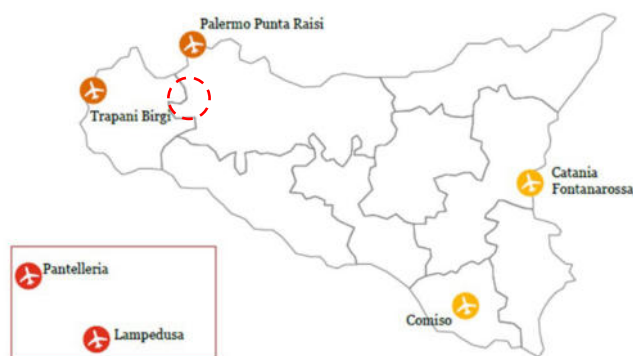 Palermo Punta Raisi
Trapani Birgi
Catania
Fontanarossa
Pantelleria
Lampedusa
Comiso